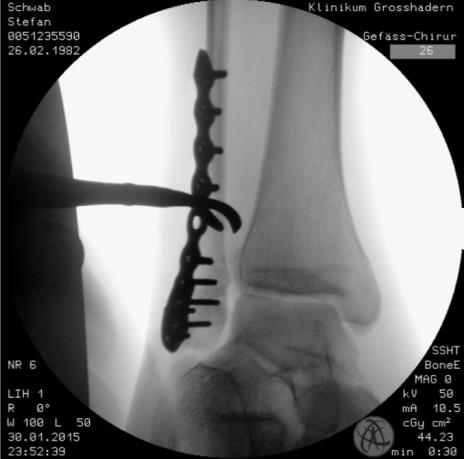 Schwab
Stefan
0051235590
26.02.1982
Klinikum Grosshadern
Gefäss-Chirur
26
NR 6
LIH 1
R 0°
W 100 L 50
30.01.2015
23:52:39
SSHT
BoneE
MAG 0
kV 50
mA 10.5
cGy cm²
44.23
min 0:30